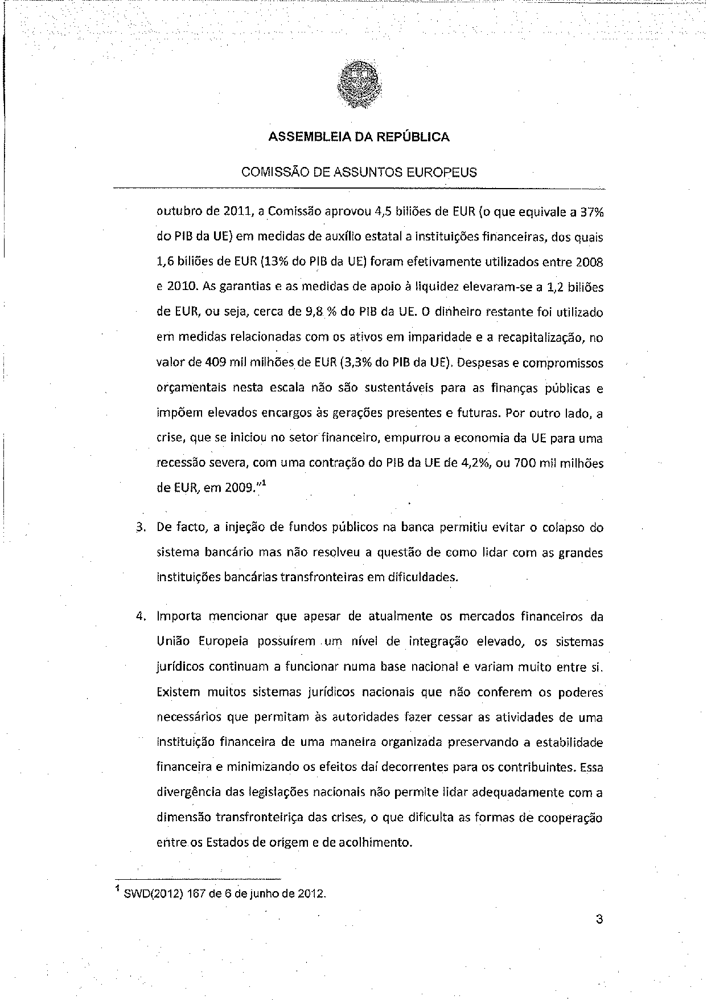 ASSEMBLEIA DA REPÚBLICA
COMISSÃO DE ASSUNTOS EUROPEUS
outubro de 2011, a Comissão aprovou 4,5 biliões de EUR (o que equivale a 37%
do PIB da UE) em medidas de auxílio estatal a instituições financeiras, dos quais
1,6 biliões de EUR (13% do PIB da UE) foram efetivamente utilizados entre 2008
e 2010. As garantias e as medidas de apoio à liquidez elevaram-se a 1,2 biliões
de EUR, ou seja, cerca de 9,8 % do PIB da UE. O dinheiro restante foi utilizado
em medidas relacionadas com os ativos em imparidade e a recapitalização, no
valor de 409 mil milhões de EUR (3,3% do PIB da UE). Despesas e compromissos
orçamentais nesta escala não são sustentáveis para as finanças públicas e
impõem elevados encargos às gerações presentes e futuras. Por outro lado, a
crise, que se iniciou no setor financeiro, empurrou a economia da UE para uma
recessão severa, com uma contração do PIB da UE de 4,2%, ou 700 mil milhões
de EUR, em 2009."1
3. De facto, a injeção de fundos públicos na banca permitiu evitar o colapso do
sistema bancário mas não resolveu a questão de como lidar com as grandes
instituições bancárias transfronteiras em dificuldades.
4. Importa mencionar que apesar de atualmente os mercados financeiros da
União Europeia possuírem um nível de integração elevado, os sistemas
jurídicos continuam a funcionar numa base nacional e variam muito entre si.
Existem muitos sistemas jurídicos nacionais que não conferem os poderes
necessários que permitam às autoridades fazer cessar as atividades de uma
instituição financeira de uma maneira organizada preservando a estabilidade
financeira e minimizando os efeitos daí decorrentes para os contribuintes. Essa
divergência das legislações nacionais não permite lidar adequadamente com a
dimensão transfronteiriça das crises, o que dificulta as formas de cooperação
entre os Estados de origem e de acolhimento.
1 SWD(2012) 167 de 6 de junho de 2012.
3